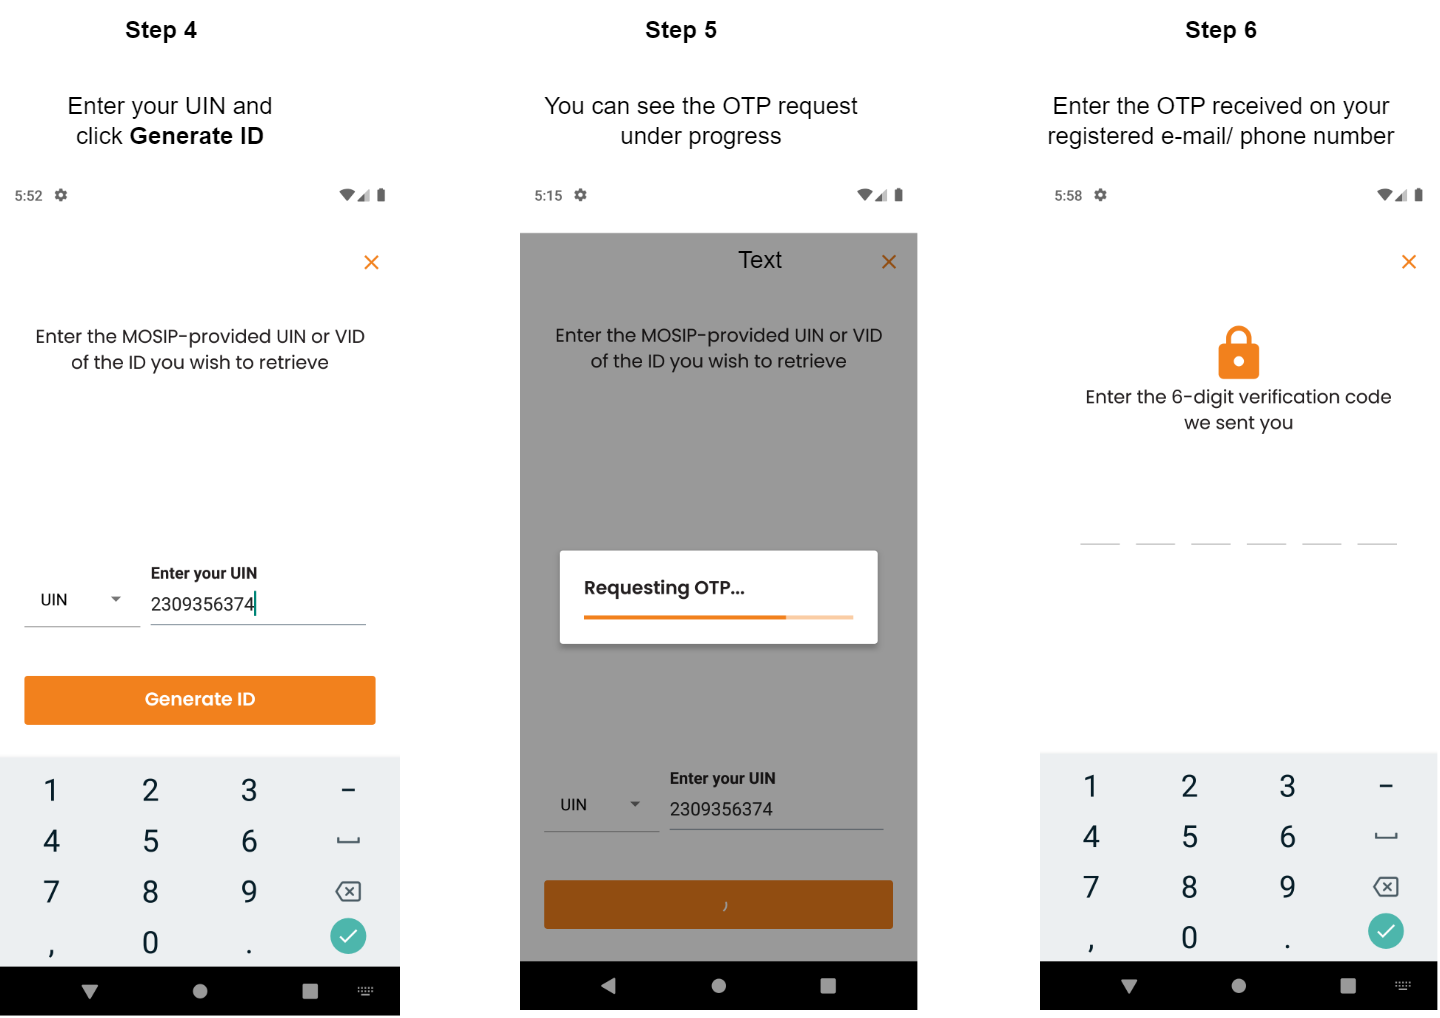 Step 4
Enter your UIN and
click Generate ID
5:52
Enter the MOSIP-provided UIN or VID
of the ID you wish to retrieve
Enter your UIN
UIN
2309356374
Generate ID
1 2 3 -
4 5 6
7 8 9
, 0 .
Step 5
You can see the OTP request
under progress
5:15
Text
Enter the MOSIP-provided UIN or VID
of the ID you wish to retrieve
Requesting OTP...
Enter your UIN
UIN
2309356374
Step 6
Enter the OTP received on your
registered e-mail/ phone number
5:58
Enter the 6-digit verification code
we sent you
1 2 3 -
4 5 6
7 8 9
, 0 .